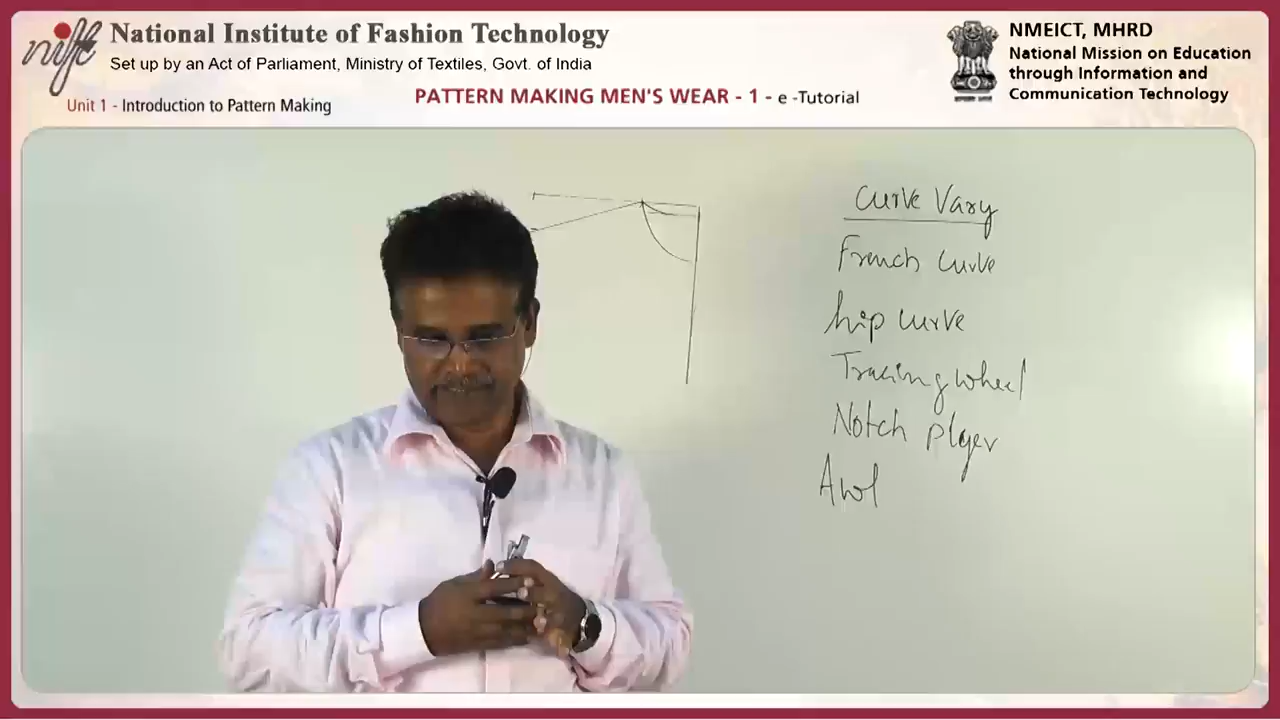 nift
National Institute of Fashion Technology
Set up by an Act of Parliament, Ministry of Textiles, Govt. of India
Unit 1 - Introduction to Pattern Making
PATTERN MAKING MEN'S WEAR - 1 - e -Tutorial
NMEICT, MHRD
National Mission on Education
through Information and
Communication Technology
Curve Vary
French Curve
hip curve
Tracing wheel
Notch plyer
Awl